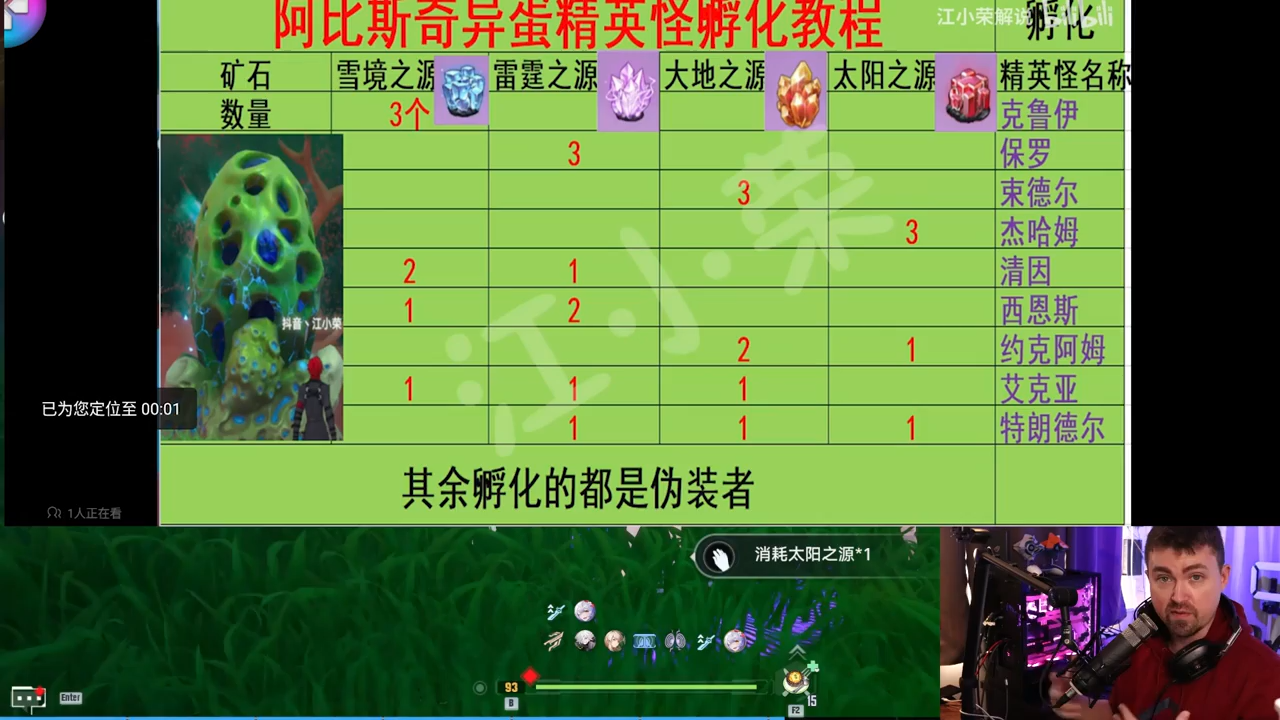 阿比斯奇异蛋精英怪孵化教程
江小荣解说 bilibili
孵化
矿石 雪境之源 雷霆之源 大地之源 太阳之源 精英怪名称
数量 3个 克鲁伊
3 保罗
3 束德尔
3 杰哈姆
2 1 清因
1 2 西恩斯
抖音、江小荣
2 1 约克阿姆
1 1 1 艾克亚
1 1 1 特朗德尔
江·小·荣
已为您定位至 00:01
其余孵化的都是伪装者
1人正在看
消耗太阳之源*1
93
B
15
F2
Enter